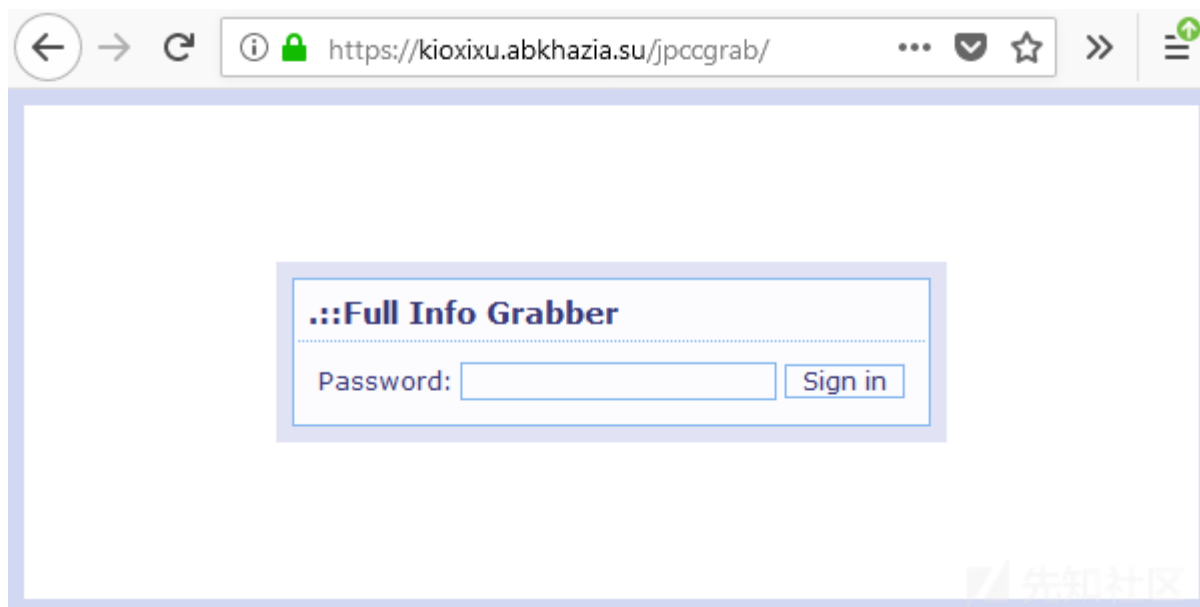 https://kioxixu.abkhazia.su/jpccgrab/
.::Full Info Grabber
Password:
Sign in
先知社区